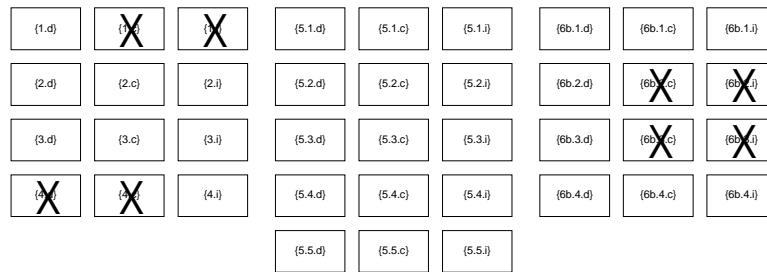 {1.d} X X {5.1.d} {5.1.c} {5.1.i} {6b.1.d} {6b.1.c} {6b.1.i}
{2.d} {2.c} {2.i} {5.2.d} {5.2.c} {5.2.i} {6b.2.d} X X
{3.d} {3.c} {3.i} {5.3.d} {5.3.c} {5.3.i} {6b.3.d} X X
X X {4.i} {5.4.d} {5.4.c} {5.4.i} {6b.4.d} {6b.4.c} {6b.4.i}
{5.5.d} {5.5.c} {5.5.i}